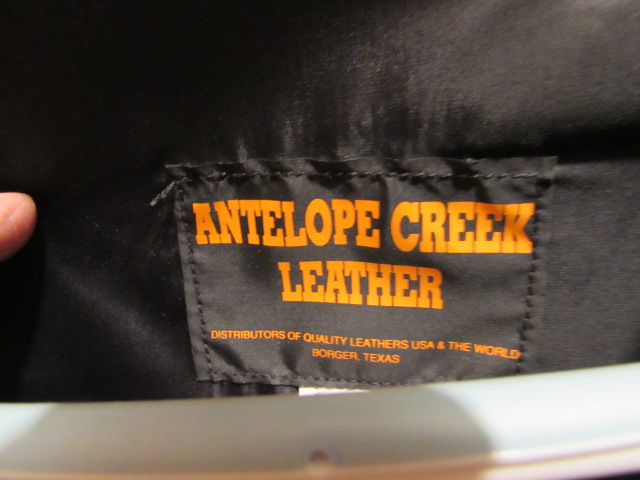 ANTELOPE CREEK
LEATHER
DISTRIBUTORS OF QUALITY LEATHERS USA & THE WORLD
BORGER, TEXAS